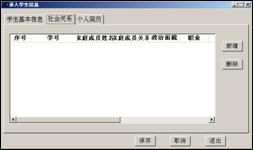 录入学生信息
学生基本信息 社会关系 个人简历
序号 学号 家庭成员姓名 家庭成员关系 政治面貌 职业
新增
删除
保存 取消 退出